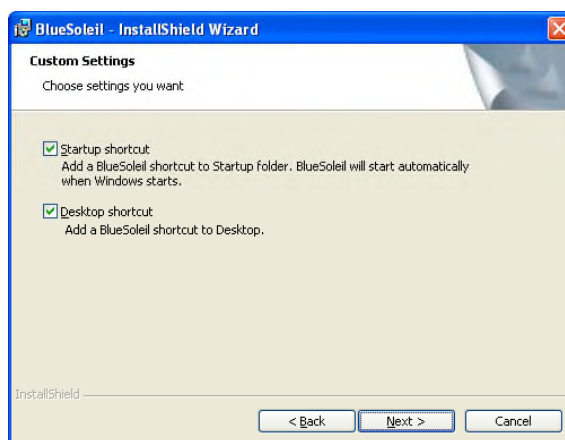 BlueSoleil - InstallShield Wizard
Custom Settings
Choose settings you want
Startup shortcut
Add a BlueSoleil shortcut to Startup folder. BlueSoleil will start automatically
when Windows starts.
Desktop shortcut
Add a BlueSoleil shortcut to Desktop.
InstallShield
< Back Next > Cancel